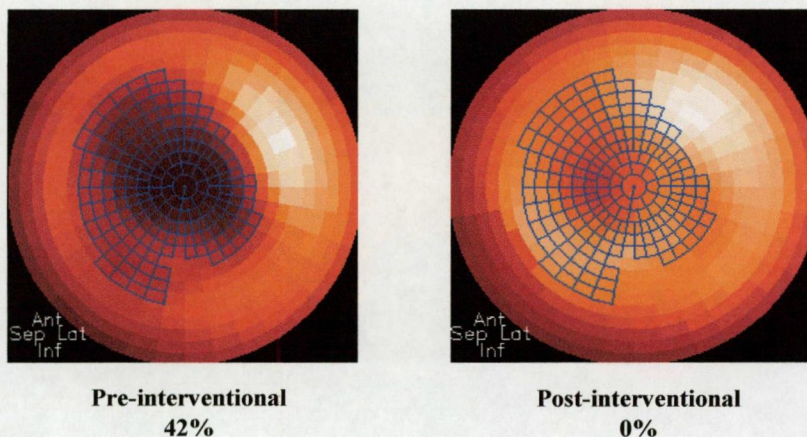 Ant
Sep Lat
Inf
Ant
Sep Lat
Inf
Pre-interventional
42%
Post-interventional
0%